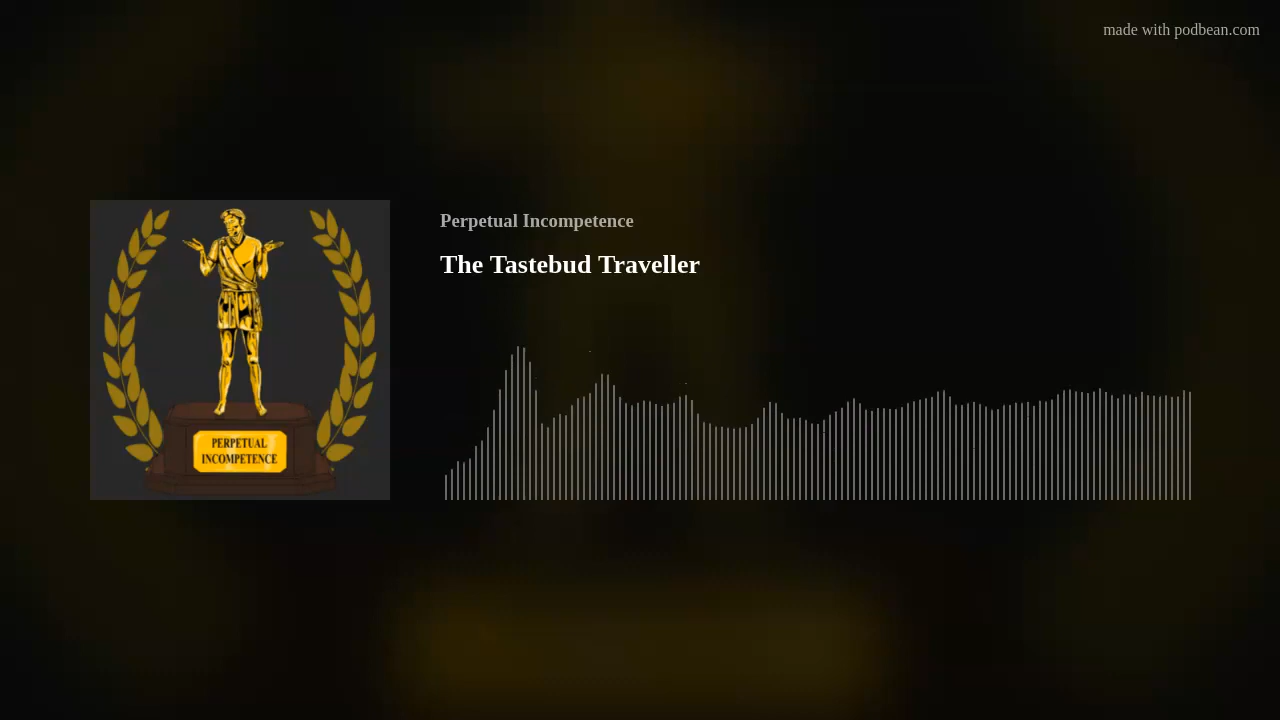 made with podbean.com
Perpetual Incompetence
The Tastebud Traveller
PERPETUAL
INCOMPETENCE